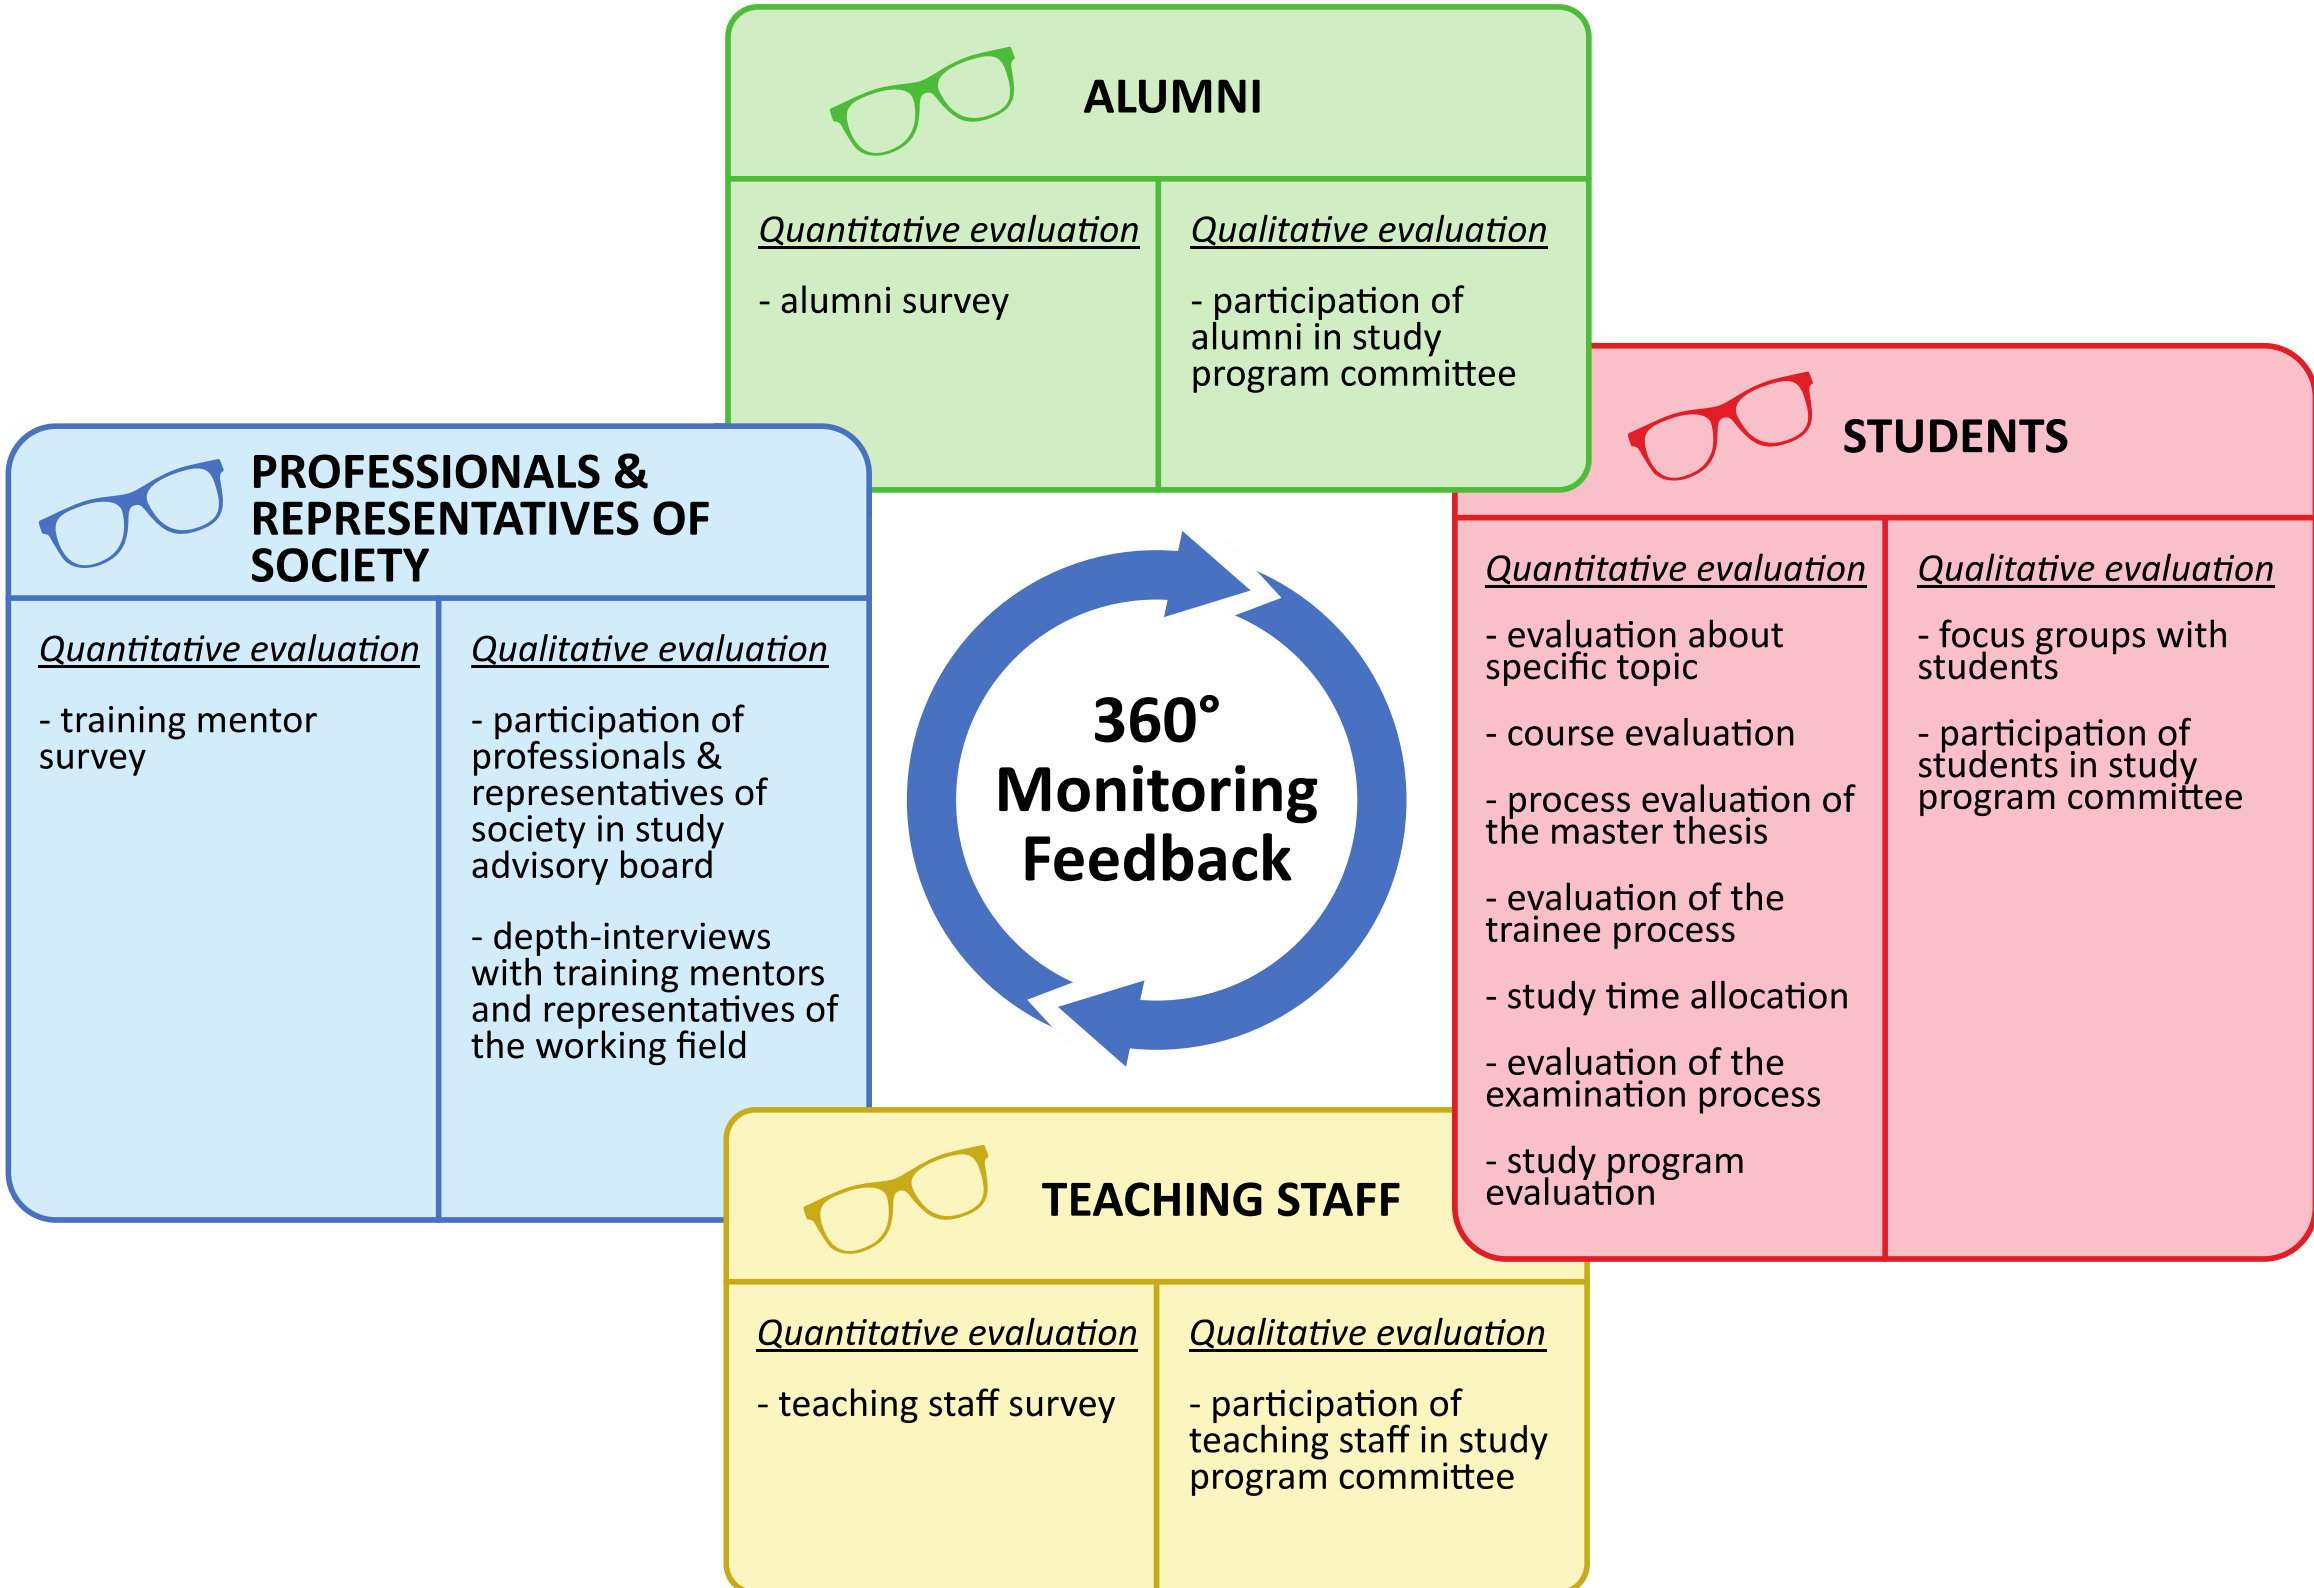 ALUMNI
Quantitative evaluation
- alumni survey
Qualitative evaluation
- participation of
alumni in study
program committee
PROFESSIONALS &
REPRESENTATIVES OF
SOCIETY
Quantitative evaluation
- training mentor
survey
Qualitative evaluation
- participation of
professionals &
representatives of
society in study
advisory board
- depth-interviews
with training mentors
and representatives of
the working field
360°
Monitoring
Feedback
STUDENTS
Quantitative evaluation
- evaluation about
specific topic
- course evaluation
- process evaluation of
the master thesis
- evaluation of the
trainee process
- study time allocation
- evaluation of the
examination process
- study program
evaluation
Qualitative evaluation
- focus groups with
students
- participation of
students in study
program committee
TEACHING STAFF
Quantitative evaluation
- teaching staff survey
Qualitative evaluation
- participation of
teaching staff in study
program committee